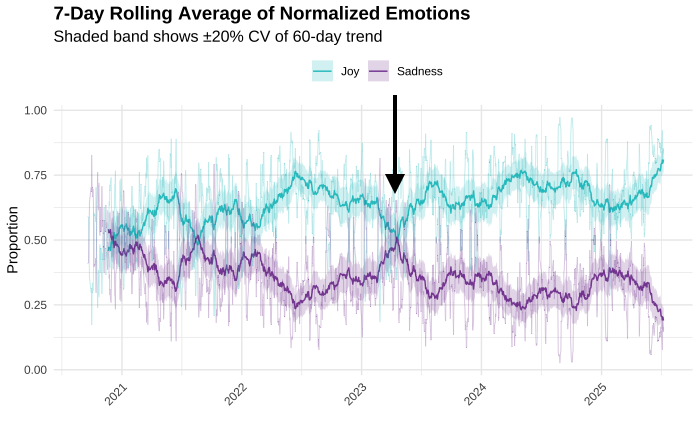 7-Day Rolling Average of Normalized Emotions
Shaded band shows ±20% CV of 60-day trend
Joy Sadness
1.00
0.75
0.50
0.25
0.00
Proportion
2021 2022 2023 2024 2025